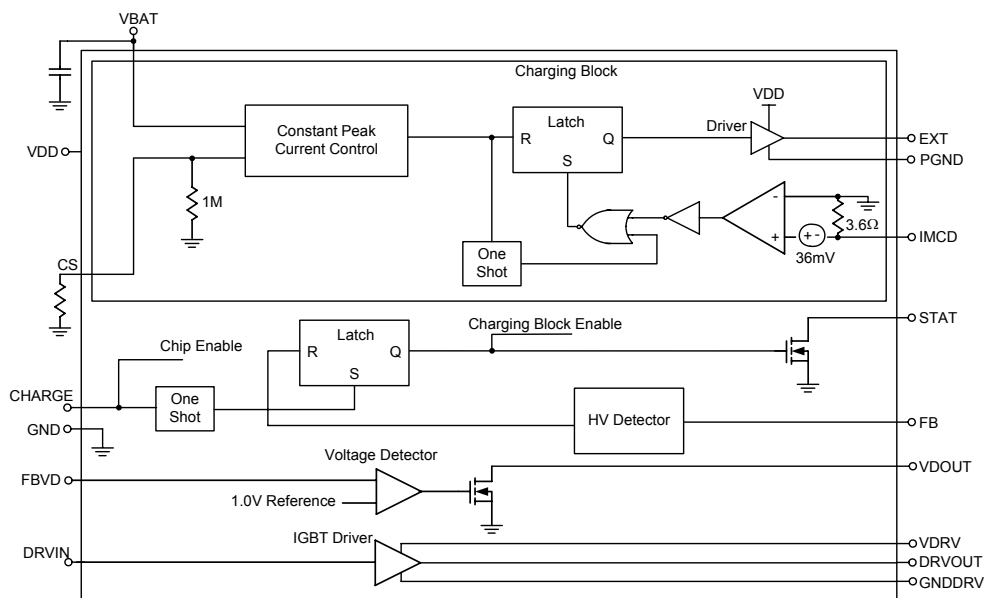 VBAT
Charging Block
VDD
Latch
Driver
Constant Peak
Current Control
R
Q
EXT
VDD
PGND
S
1M
-
+
3.6Ω
+-
IMCD
36mV
One
Shot
CS
STAT
Charging Block Enable
Latch
Chip Enable
R
Q
S
CHARGE
One
Shot
HV Detector
FB
GND
Voltage Detector
VDOUT
FBVD
1.0V Reference
IGBT Driver
VDRV
DRVIN
DRVOUT
GNDDRV